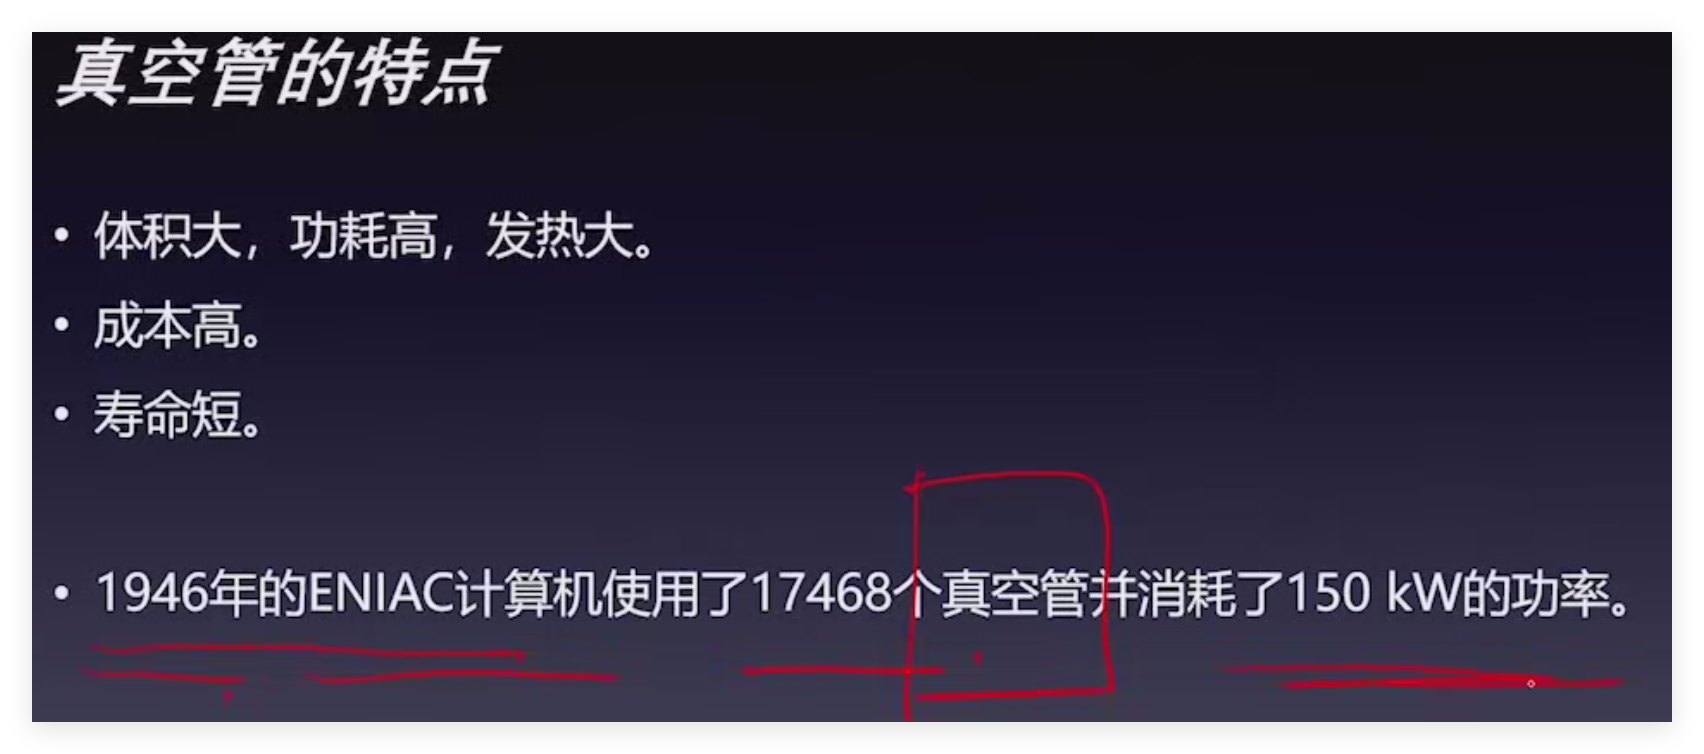 真空管的特点
• 体积大，功耗高，发热大。
• 成本高。
• 寿命短。
• 1946年的ENIAC计算机使用了17468个真空管并消耗了150 kW的功率。